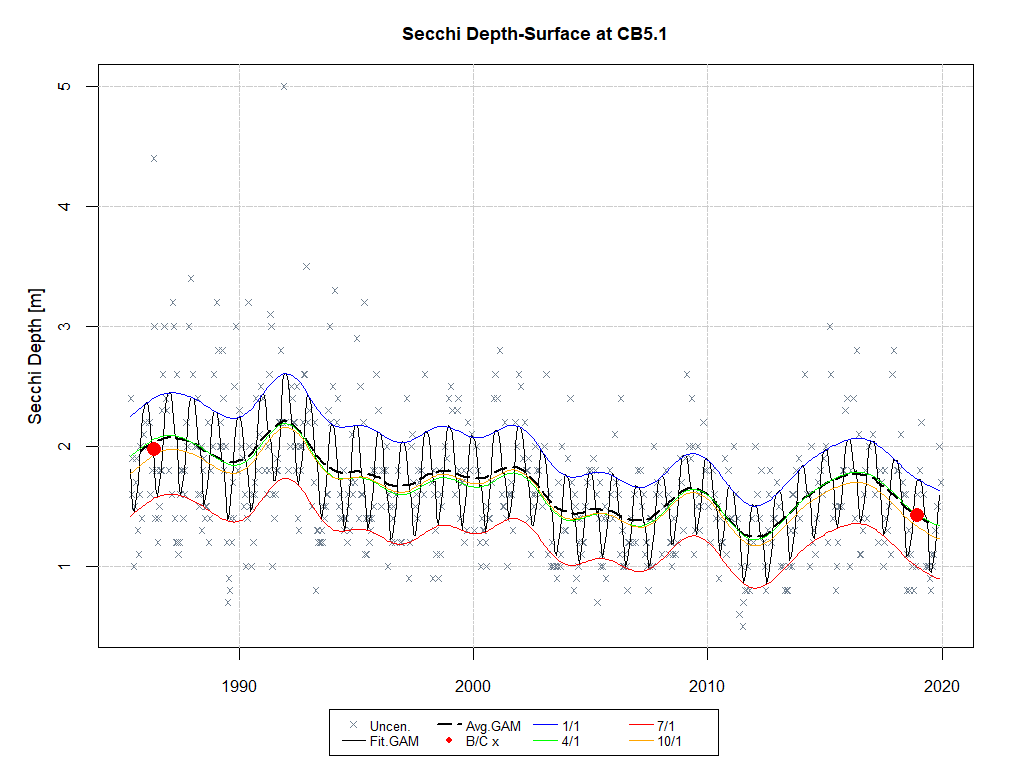 Secchi Depth-Surface at CB5.1
Secchi Depth [m]
5
4
3
2
1
1990 2000 2010 2020
Uncen. Avg.GAM 1/1 7/1
Fit.GAM B/C x 4/1 10/1